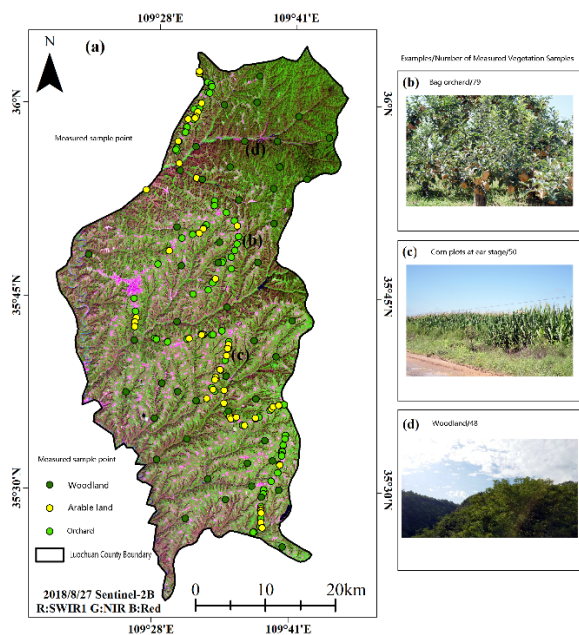 109°28′E 109°41′E
(a)
N
Examples/Number of Measured Vegetation Samples
36°N
36°N
Measured sample point
(b) Bag orchard/79
(d)
(b)
(c) Corn plots at ear stage/50
35°45′N
35°45′N
(c)
(d) Woodland/48
Measured sample point
35°30′N
35°30′N
Woodland
Arable land
Orchard
Luochuan County Boundary
2018/8/27 Sentinel-2B
R:SWIR1 G:NIR B:Red
0 10 20km
109°28′E 109°41′E